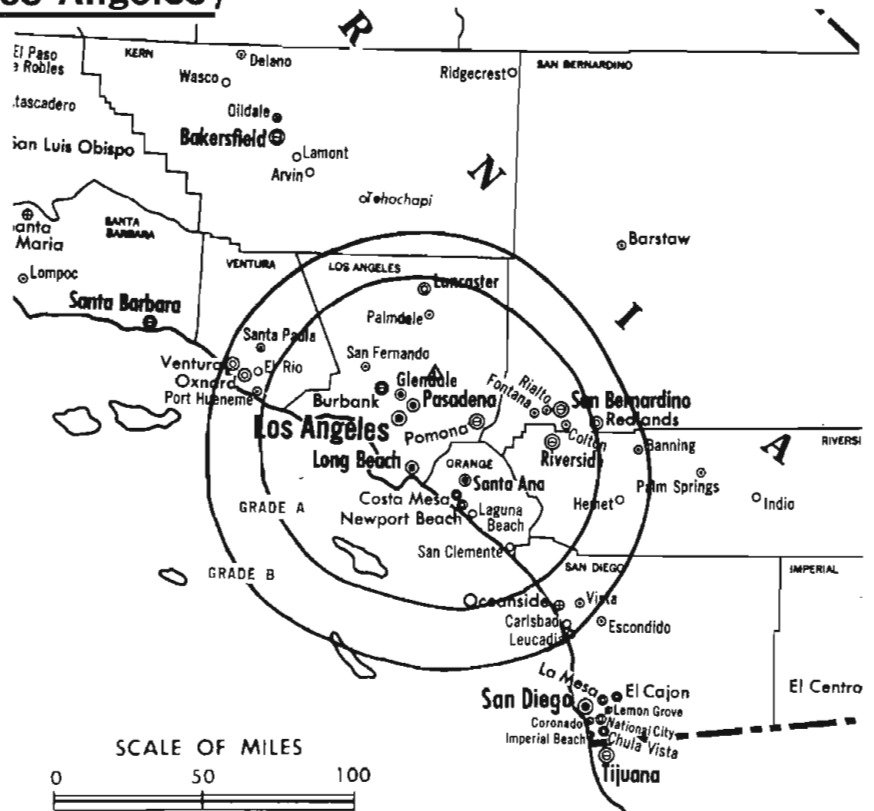 Angeles
R
El Paso
Robles
KERN
Delano
Wasco
Ridgecrest
SAN BERNARDINO
Oildale
Bakersfield
San Luis Obispo
Lamont
Arvin
N
Tehachapi
SANTA
BARBARA
Maria
Barstaw
VENTURA
LOS ANGELES
Lompoc
Lancaster
I
Santa Barbara
Palmdale
Santa Paula
San Fernando
Ventura
El Rio
Oxnard
Port Hueneme
Glendale
Burbank
Pasadena
Fontana
Rialto
San Bernardino
Redlands
Los Angeles
Pomona
Colton
Banning
RIVERSI
A
Long Beach
ORANGE
Riverside
Santa Ana
Palm Springs
Costa Mesa
Hemet
Indio
GRADE A
Newport Beach
Laguna
Beach
San Clemente
SAN DIEGO
IMPERIAL
GRADE B
Oceanside
Vista
Carlsbad
Escondido
Leucadia
La Mesa
El Cajon
El Centro
San Diego
Lemon Grove
Coronado
National City
Imperial Beach
Chula Vista
Tijuana
SCALE OF MILES
0 50 100